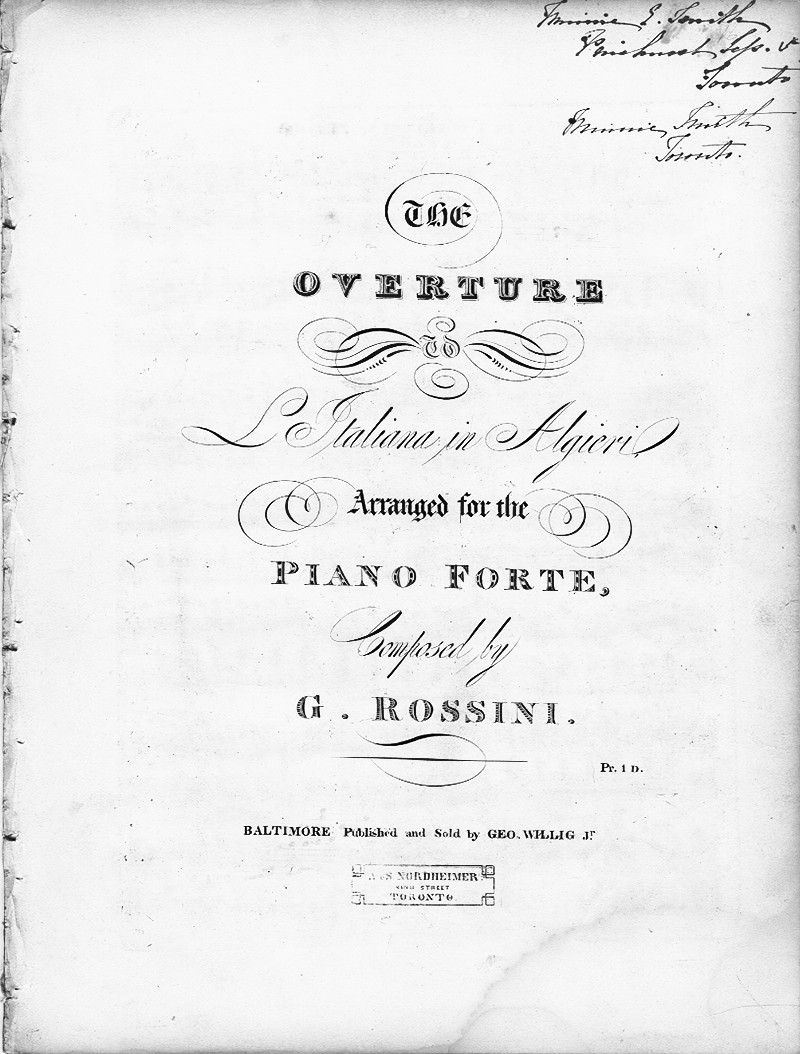 Minnie E. Smith
Pinehurst
Toronto
Minnie Smith
Toronto.
THE
OVERTURE
TO
L'Italiana in Algieri,
Arranged for the
PIANO FORTE,
Composed by
G. ROSSINI.
Pr. 1 D.
BALTIMORE Published and Sold by GEO. WILLIG Jr
A & S NORDHEIMER
KING STREET
TORONTO